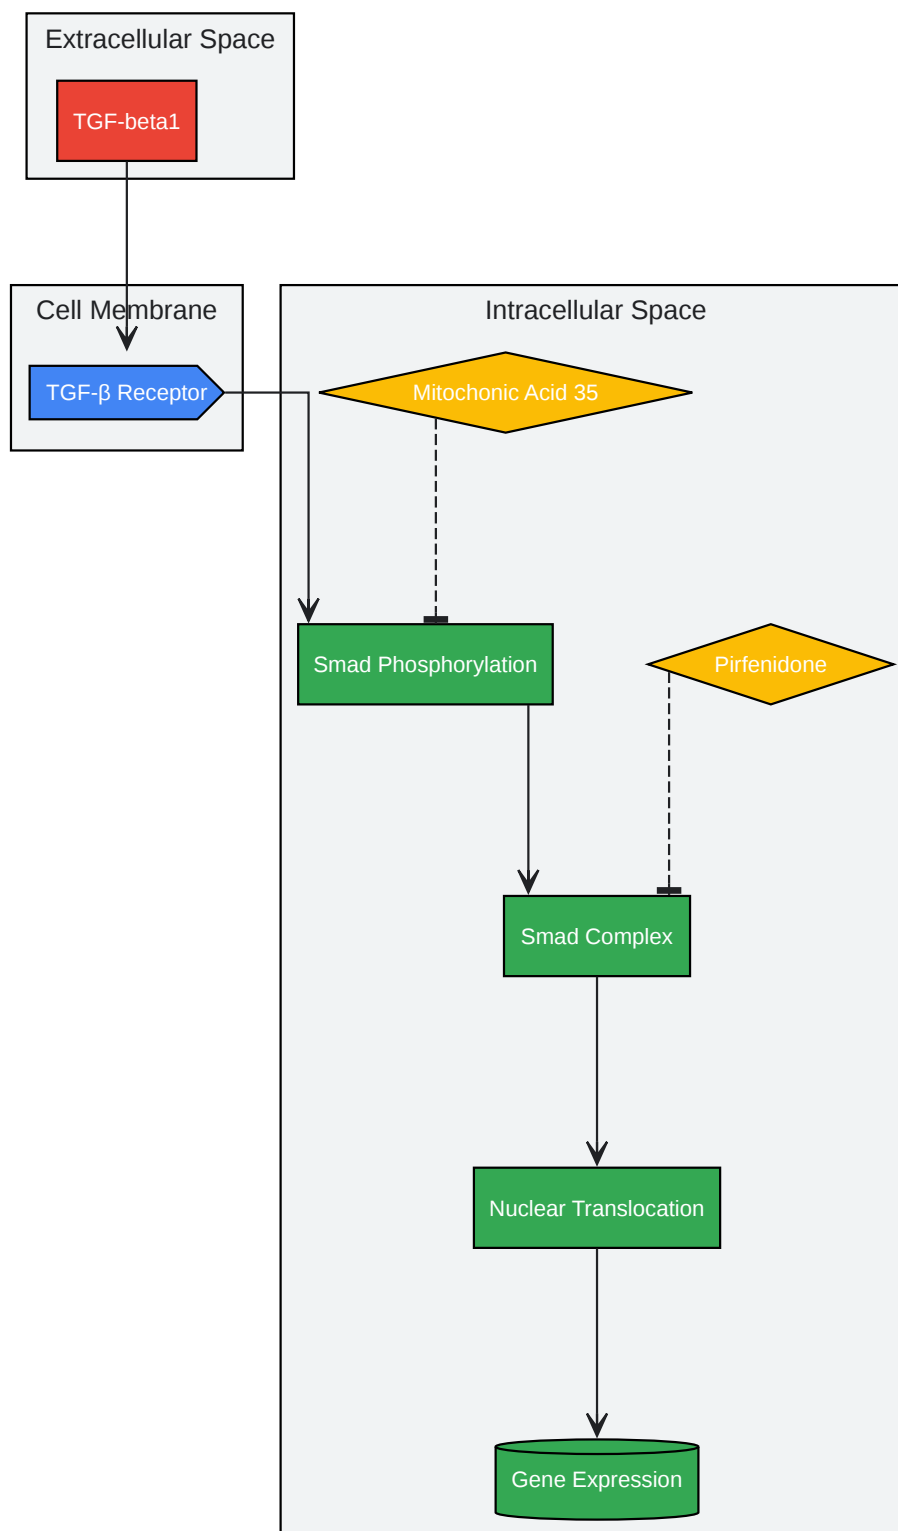 Extracellular Space
TGF-beta1
Cell Membrane
TGF-β Receptor
Intracellular Space
Mitochonic Acid 35
Smad Phosphorylation
Pirfenidone
Smad Complex
Nuclear Translocation
Gene Expression